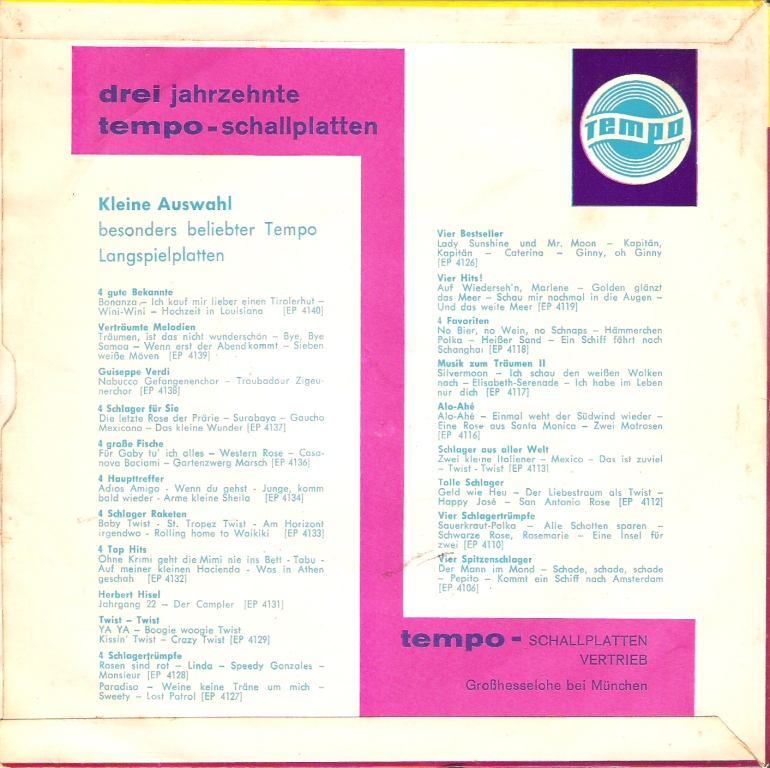 drei jahrzehnte
tempo-schallplatten
Tempo
Kleine Auswahl
besonders beliebter Tempo
Langspielplatten
4 gute Bekannte
Bonanza – Ich kauf mir lieber einen Tirolerhut –
Wini-Wini – Hochzeit in Louisiana [EP 4140]
Verträumte Melodien
Träumen, ist das nicht wunderschön – Bye, Bye
Samoa – Wenn erst der Abend kommt – Sieben
weiße Möven [EP 4139]
Guiseppe Verdi
Nabucco Gefangenenchor – Troubadour Zigeu-
nerchor [EP 4138]
4 Schlager für Sie
Die letzte Rose der Prärie – Surabaya – Gaucho
Mexicano – Das kleine Wunder [EP 4137]
4 große Fische
Für Gaby tu' ich alles – Western Rose – Casa-
nova Baciami – Gartenzwerg Marsch [EP 4136]
4 Haupttreffer
Adios Amigo - Wenn du gehst - Junge, komm
bald wieder - Arme kleine Sheila [EP 4134]
4 Schlager Raketen
Baby Twist - St. Tropez Twist - Am Horizont
irgendwo - Rolling home to Waikiki [EP 4133]
4 Top Hits
Ohne Krimi geht die Mimi nie ins Bett - Tabu -
Auf meiner kleinen Hacienda - Was in Athen
geschah [EP 4132]
Herbert Hisel
Jahrgang 22 – Der Campler [EP 4131]
Twist – Twist
YA YA – Boogie woogie Twist
Kissin' Twist – Crazy Twist [EP 4129]
4 Schlagertrümpfe
Rosen sind rot – Linda – Speedy Gonzales –
Monsieur [EP 4128]
Paradiso – Weine keine Träne um mich –
Sweety – Lost Patrol [EP 4127]
Vier Bestseller
Lady Sunshine und Mr. Moon – Kapitän,
Kapitän – Caterina – Ginny, oh Ginny
[EP 4126]
Vier Hits!
Auf Wiederseh'n, Marlene – Golden glänzt
das Meer – Schau mir nochmal in die Augen –
Und das weite Meer [EP 4119]
4 Favoriten
No Bier, no Wein, no Schnaps – Hämmerchen
Polka – Heißer Sand – Ein Schiff fährt nach
Schanghai [EP 4118]
Musik zum Träumen II
Silvermoon – Ich schau den weißen Wolken
nach – Elisabeth-Serenade – Ich habe im Leben
nur dich [EP 4117]
Alo-Ahé
Alo-Ahé – Einmal weht der Südwind wieder –
Eine Rose aus Santa Monica – Zwei Matrosen
[EP 4116]
Schlager aus aller Welt
Zwei kleine Italiener – Mexico – Das ist zuviel
– Twist - Twist [EP 4113]
Tolle Schlager
Geld wie Heu – Der Liebestraum als Twist –
Happy José – San Antonio Rose [EP 4112]
Vier Schlagertrümpfe
Sauerkraut-Polka – Alle Schotten sparen –
Schwarze Rose, Rosemarie – Eine Insel für
zwei [EP 4110]
Vier Spitzenschlager
Der Mann im Mond – Schade, schade, schade
– Pepito – Kommt ein Schiff nach Amsterdam
[EP 4106]
tempo - SCHALLPLATTEN
VERTRIEB
Großhesselohe bei München